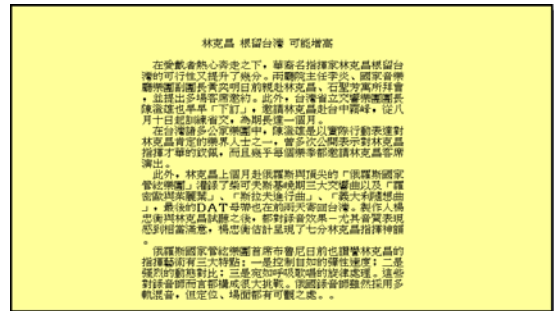 林克昌 根留台灣 可能增高
在愛戴者熱心奔走之下,華裔名指揮家林克昌根留台
灣的可行性又提升了幾分。兩廳院主任李炎、國家音樂
廳樂團副團長黃奕明日前親赴林克昌、石聖芳寓所拜會
,並提出多場客席邀約。此外,台灣省立交響樂團團長
陳澄雄也早早「下訂」,邀請林克昌赴台中霧峰,從八
月十日起訓練省交,為期長達一個月。
在台灣諸多公家樂團中,陳澄雄是以實際行動表達對
林克昌肯定的樂界人士之一,曾多次公開表示對林克昌
指揮才華的欽佩,而且幾乎每個樂季都邀請林克昌客席
演出。
此外,林克昌上個月赴俄羅斯與頂尖的「俄羅斯國家
管絃樂團」灌錄了柴可夫斯基晚期三大交響曲以及「羅
密歐與茱麗葉」、「斯拉夫進行曲」、「義大利隨想曲
」,最後的DAT母帶也在前兩天寄回台灣。製作人楊
忠衡與林克昌試聽之後,都對錄音效果-尤其音質表現
感到相當滿意,楊忠衡估計呈現了七分林克昌指揮神韻
。
俄羅斯國家管絃樂團首席布魯尼日前也讚譽林克昌的
指揮藝術有三大特點:一是控制自如的彈性速度;二是
強烈的動態對比;三是宛如呼吸歌唱的旋律處理。這些
對錄音師而言都構成很大挑戰。俄國錄音師雖然採用多
軌混音,但定位、場面都有可觀之處。。